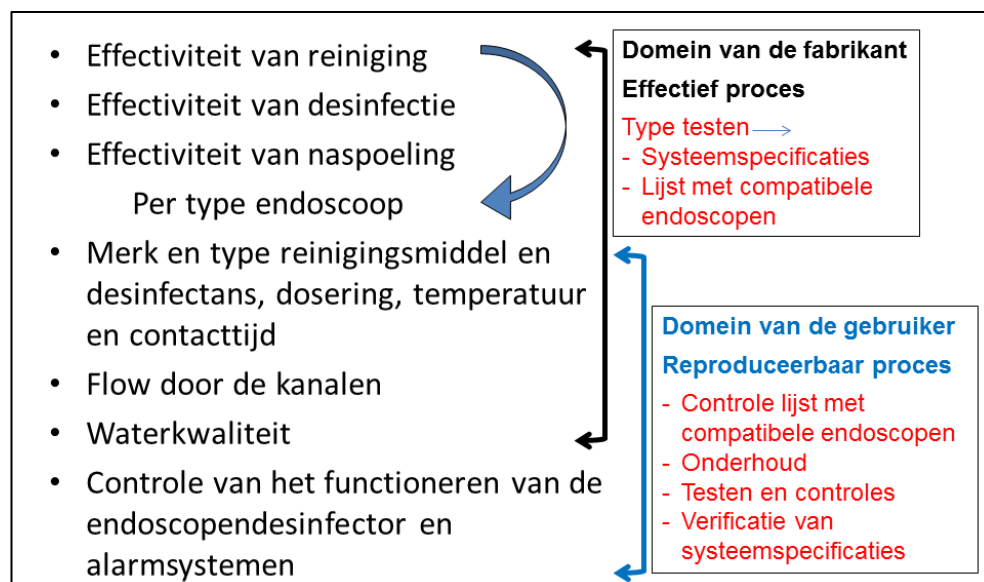 • Effectiviteit van reiniging
• Effectiviteit van desinfectie
• Effectiviteit van naspoeling
Per type endoscoop
• Merk en type reinigingsmiddel en
desinfectans, dosering, temperatuur
en contacttijd
• Flow door de kanalen
• Waterkwaliteit
• Controle van het functioneren van de
endoscopendesinfector en
alarmsystemen
Domein van de fabrikant
Effectief proces
Type testen
- Systeemspecificaties
- Lijst met compatibele
endoscopen
Domein van de gebruiker
Reproduceerbaar proces
- Controle lijst met
compatibele endoscopen
- Onderhoud
- Testen en controles
- Verificatie van
systeemspecificaties